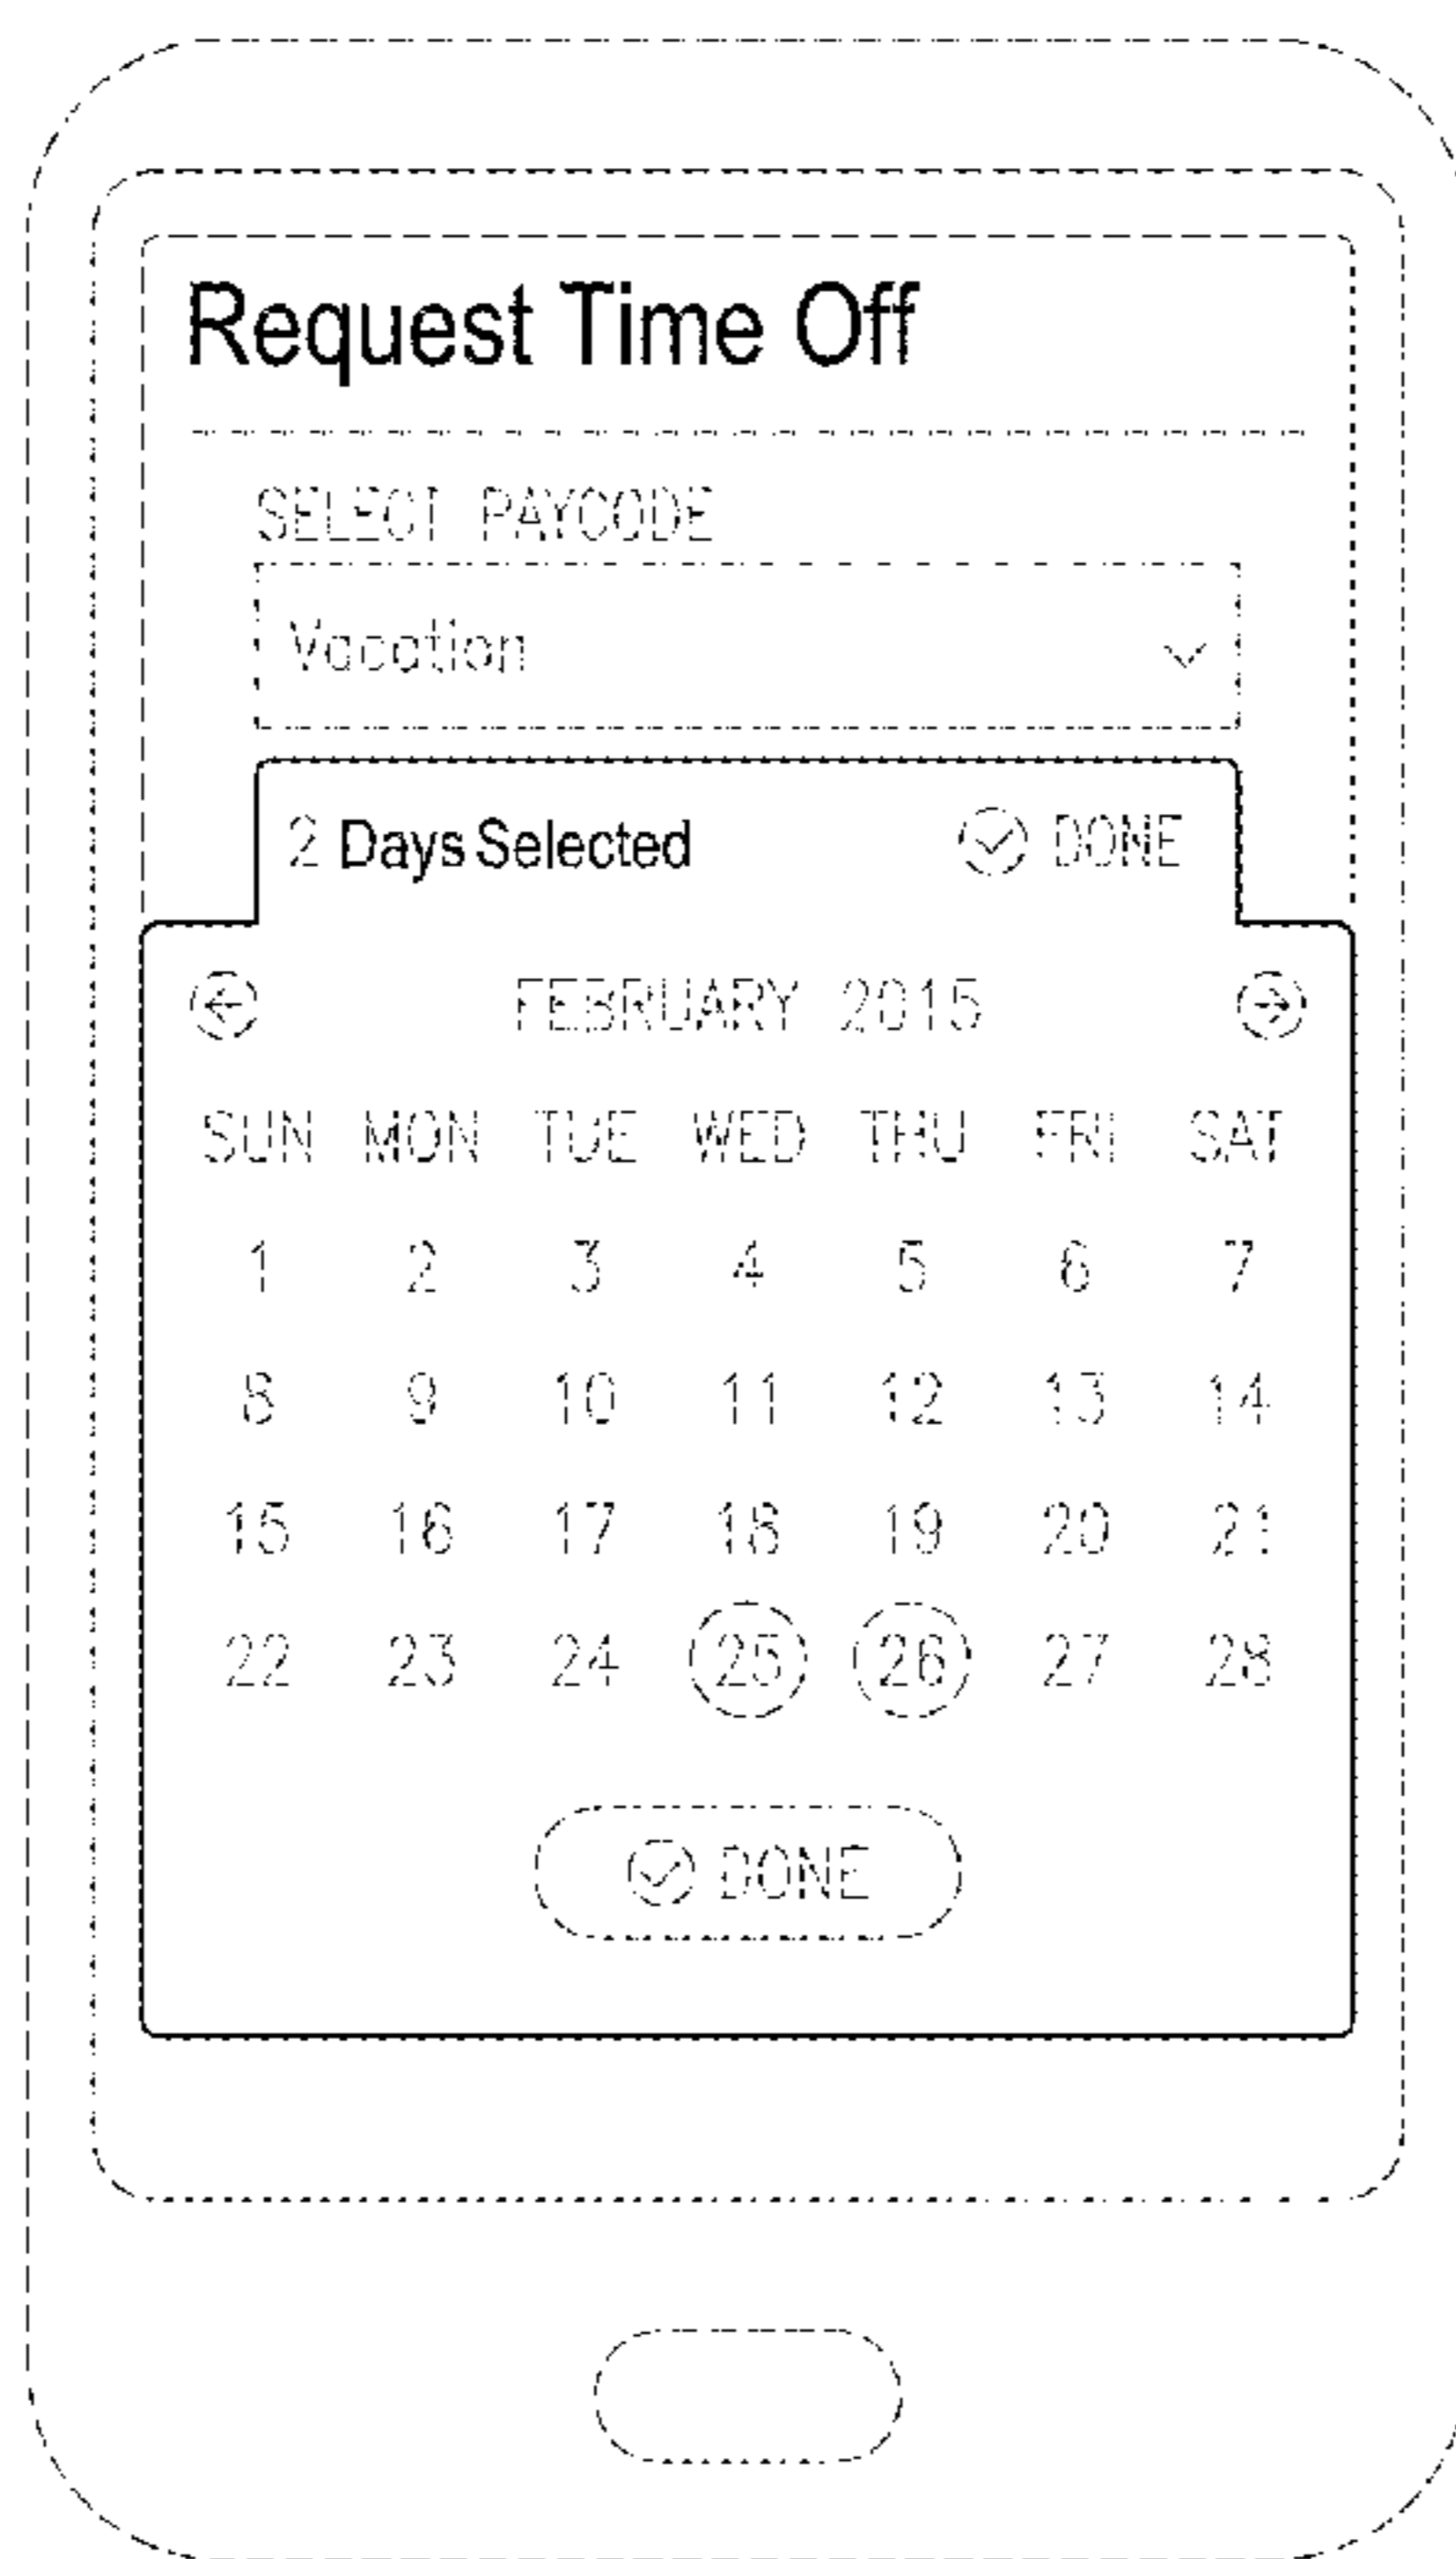 Request Time Off
SELECT PAYCODE
Vacation
2 Days Selected DONE
FEBRUARY 2015
SUN MON TUE WED THU FRI SAT
1 2 3 4 5 6 7
8 9 10 11 12 13 14
15 16 17 18 19 20 21
22 23 24 25 26 27 28
DONE